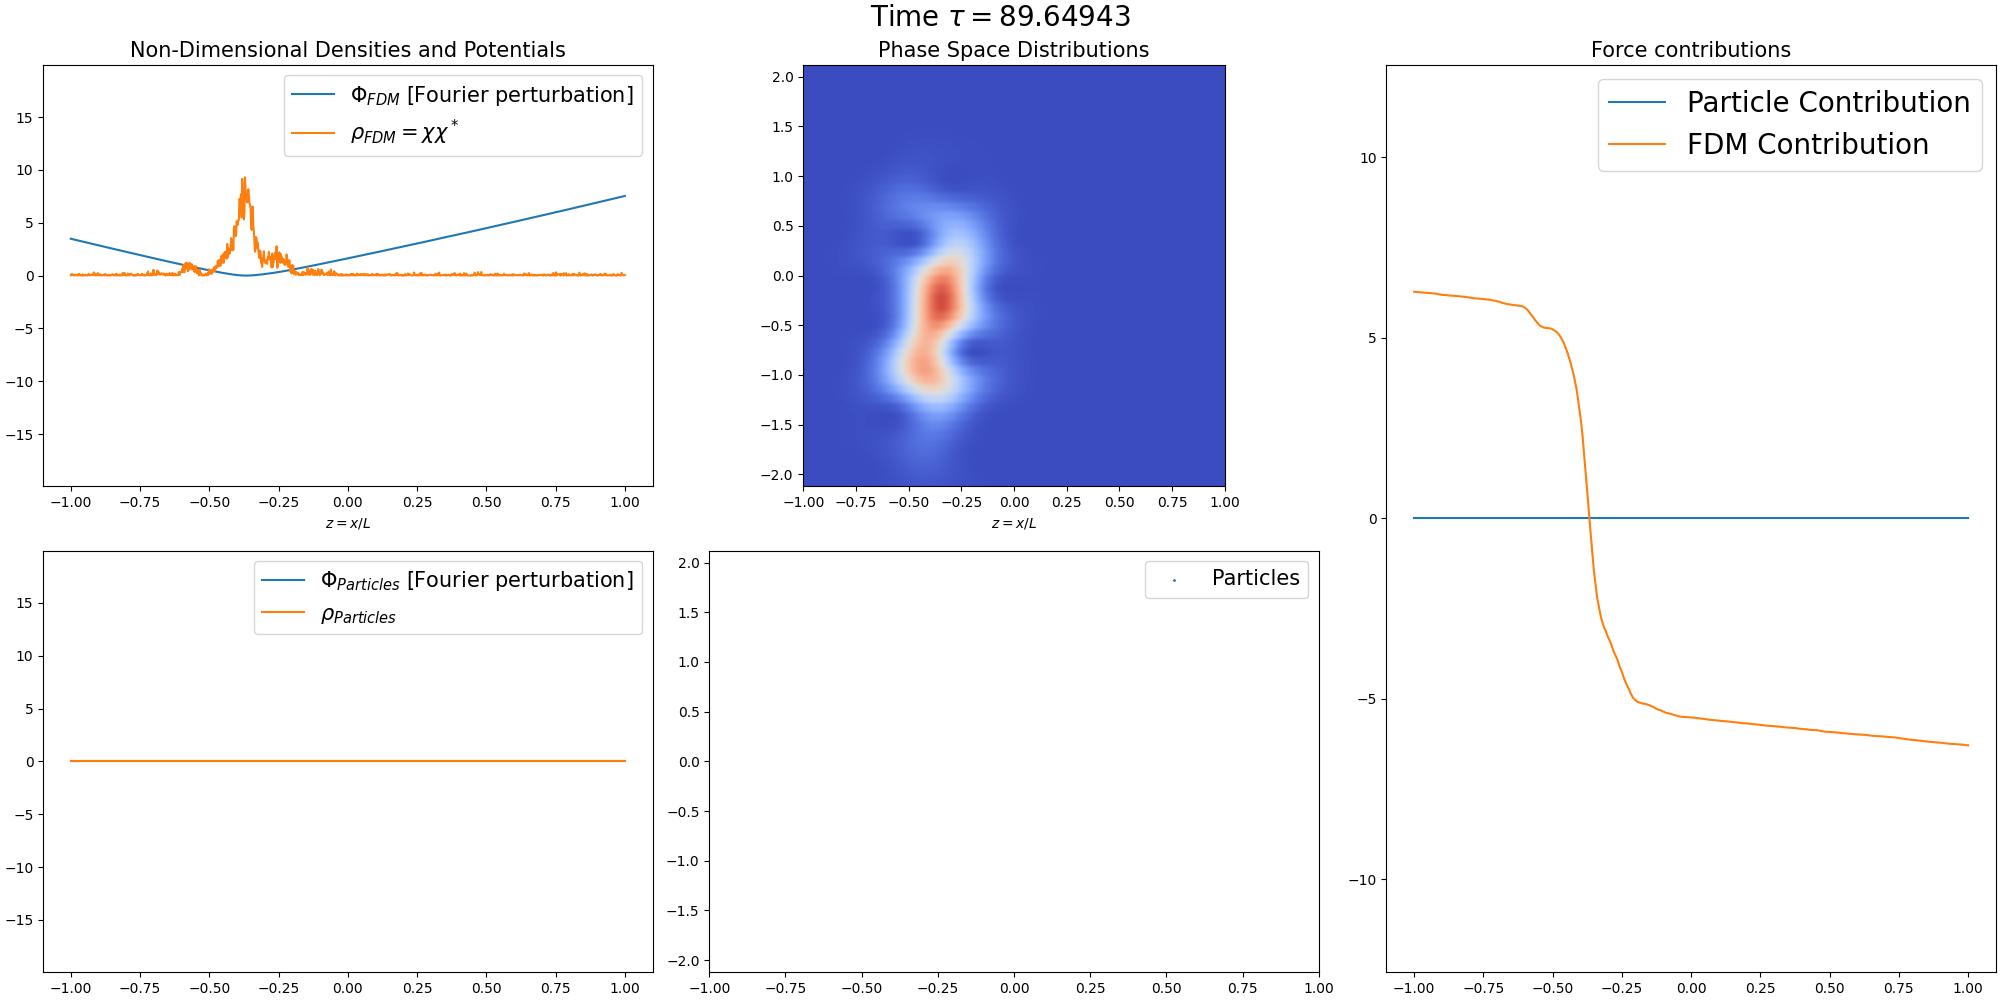 Time τ = 89.64943
Non-Dimensional Densities and Potentials
Φ_FDM [Fourier perturbation]
ρ_FDM = χχ*
15
10
5
0
−5
−10
−15
−1.00 −0.75 −0.50 −0.25 0.00 0.25 0.50 0.75 1.00
z = x/L
Phase Space Distributions
2.0
1.5
1.0
0.5
0.0
−0.5
−1.0
−1.5
−2.0
−1.00 −0.75 −0.50 −0.25 0.00 0.25 0.50 0.75 1.00
z = x/L
Force contributions
Particle Contribution
FDM Contribution
10
5
0
−5
−10
−1.00 −0.75 −0.50 −0.25 0.00 0.25 0.50 0.75 1.00
Φ_Particles [Fourier perturbation]
ρ_Particles
15
10
5
0
−5
−10
−15
−1.00 −0.75 −0.50 −0.25 0.00 0.25 0.50 0.75 1.00
Particles
2.0
1.5
1.0
0.5
0.0
−0.5
−1.0
−1.5
−2.0
−1.00 −0.75 −0.50 −0.25 0.00 0.25 0.50 0.75 1.00